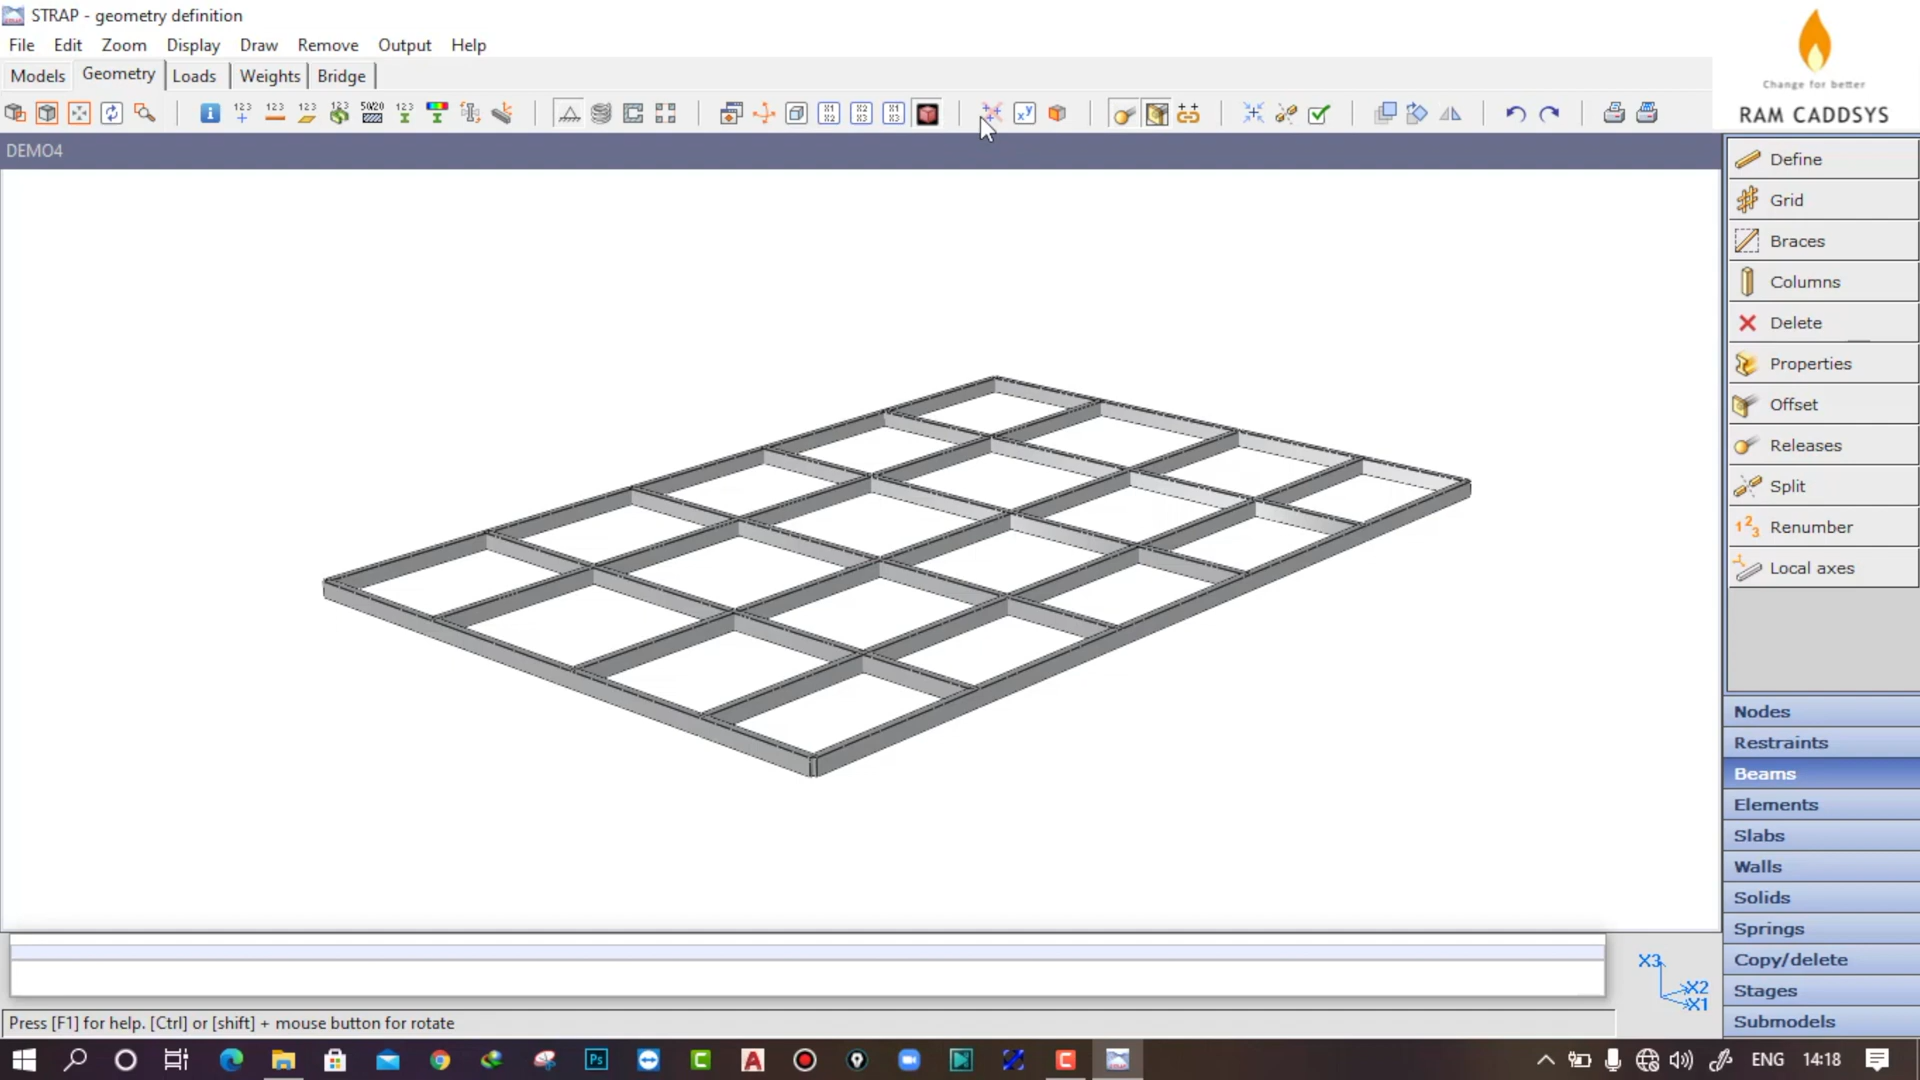 STRAP - geometry definition
File Edit Zoom Display Draw Remove Output Help
Models Geometry Loads Weights Bridge
Change for better
RAM CADDSYS
DEMO4
Define
Grid
Braces
Columns
Delete
Properties
Offset
Releases
Split
Renumber
Local axes
Nodes
Restraints
Beams
Elements
Slabs
Walls
Solids
Springs
Copy/delete
Stages
Submodels
X3
X2
X1
Press [F1] for help. [Ctrl] or [shift] + mouse button for rotate
ENG 14:18